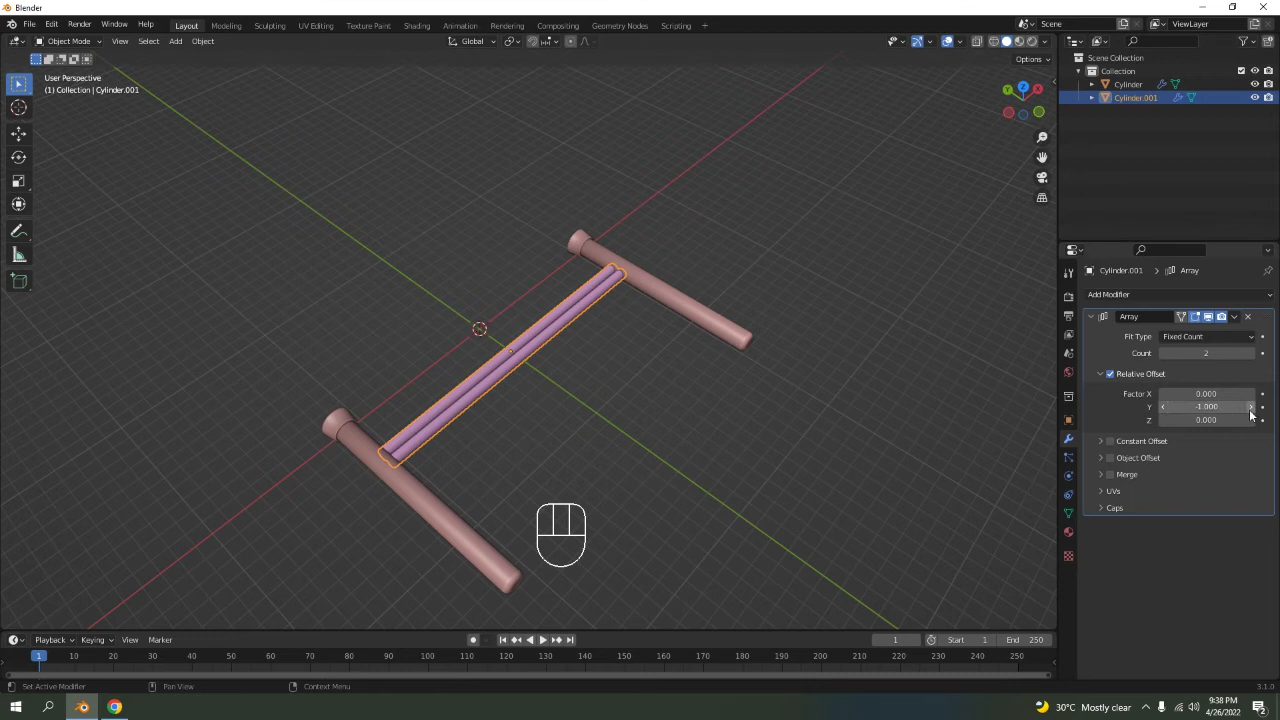 Blender
File Edit Render Window Help
Layout Modeling Sculpting UV Editing Texture Paint Shading Animation Rendering Compositing Geometry Nodes Scripting +
Scene
ViewLayer
Object Mode View Select Add Object
Global
Options
User Perspective
(1) Collection | Cylinder.001
Y Z X
Scene Collection
Collection
Cylinder
Cylinder.001
Cylinder.001 > Array
Add Modifier
Array
Fit Type Fixed Count
Count 2
Relative Offset
Factor X 0.000
Y -1.000
Z 0.000
Constant Offset
Object Offset
Merge
UVs
Caps
Playback Keying View Marker
1 Start 1 End 250
1 10 20 30 40 50 60 70 80 90 100 110 120 130 140 150 160 170 180 190 200 210 220 230 240 250
Set Active Modifier Pan View Context Menu 3.1.0
30°C Mostly clear
9:38 PM
4/26/2022
2